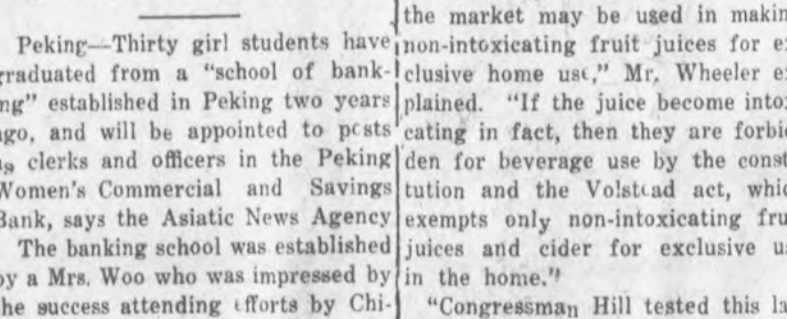 Peking—Thirty girl students have
graduated from a "school of bank-
ing" established in Peking two years
ago, and will be appointed to posts
as clerks and officers in the Peking
Women's Commercial and Savings
Bank, says the Asiatic News Agency
The banking school was established
by a Mrs. Woo who was impressed by
the success attending efforts by Chi-
the market may be used in makin
non-intoxicating fruit juices for e
clusive home use," Mr. Wheeler e
plained. "If the juice become intox
cating in fact, then they are forbid
den for beverage use by the const
tution and the Volstead act, whic
exempts only non-intoxicating fru
juices and cider for exclusive us
in the home."
"Congressman Hill tested this la